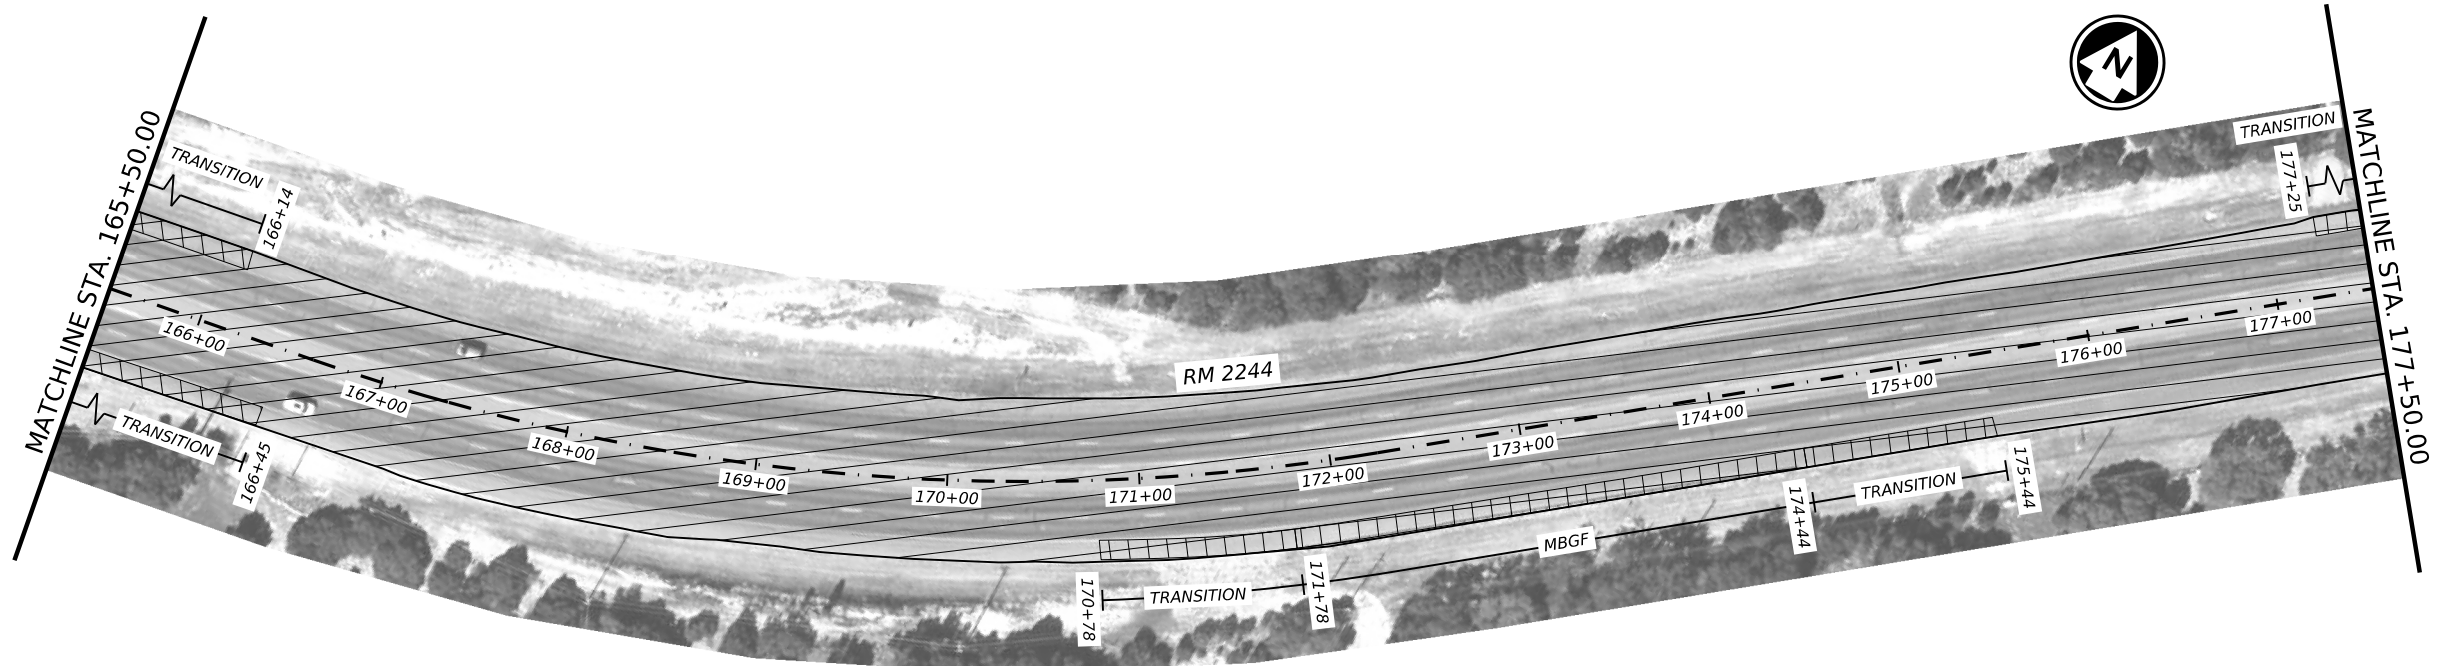 MATCHLINE STA. 165+50.00
TRANSITION
166+14
TRANSITION
166+45
166+00
167+00
168+00
169+00
170+00
171+00
172+00
173+00
174+00
175+00
176+00
177+00
RM 2244
170+78
TRANSITION
171+78
MBGF
174+44
TRANSITION
175+44
N
TRANSITION
177+25
MATCHLINE STA. 177+50.00